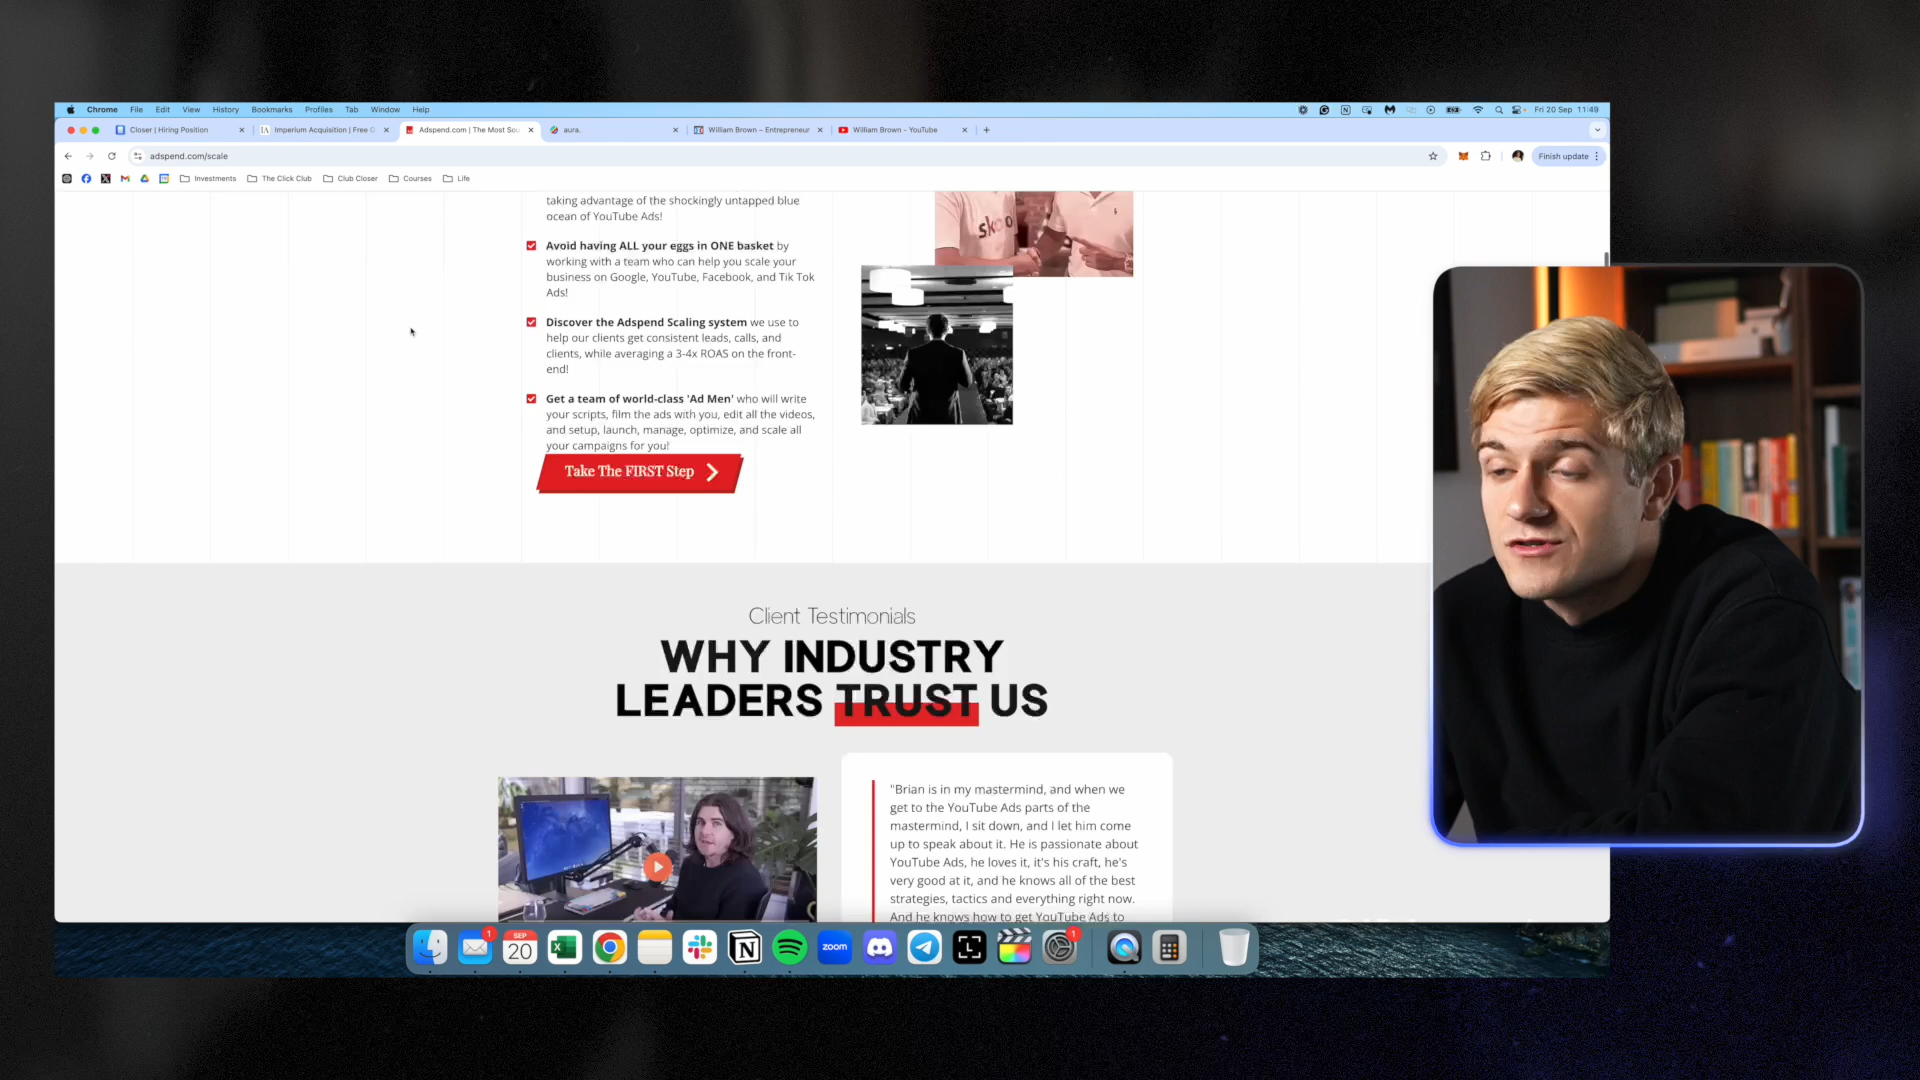 Chrome File Edit View History Bookmarks Profiles Tab Window Help
Fri 20 Sep 11:49
Closer | Hiring Position
Imperium Acquisition | Free
Adspend.com | The Most Sou
aura.
William Brown – Entrepreneur
William Brown - YouTube
adspend.com/scale
Finish update
Investments
The Click Club
Club Closer
Courses
Life
taking advantage of the shockingly untapped blue
ocean of YouTube Ads!
Avoid having ALL your eggs in ONE basket by
working with a team who can help you scale your
business on Google, YouTube, Facebook, and Tik Tok
Ads!
Discover the Adspend Scaling system we use to
help our clients get consistent leads, calls, and
clients, while averaging a 3-4x ROAS on the front-
end!
Get a team of world-class 'Ad Men' who will write
your scripts, film the ads with you, edit all the videos,
and setup, launch, manage, optimize, and scale all
your campaigns for you!
Take The FIRST Step
Client Testimonials
WHY INDUSTRY
LEADERS TRUST US
"Brian is in my mastermind, and when we
get to the YouTube Ads parts of the
mastermind, I sit down, and I let him come
up to speak about it. He is passionate about
YouTube Ads, he loves it, it's his craft, he's
very good at it, and he knows all of the best
strategies, tactics and everything right now.
And he knows how to get YouTube Ads to
1
SEP
20
zoom
1